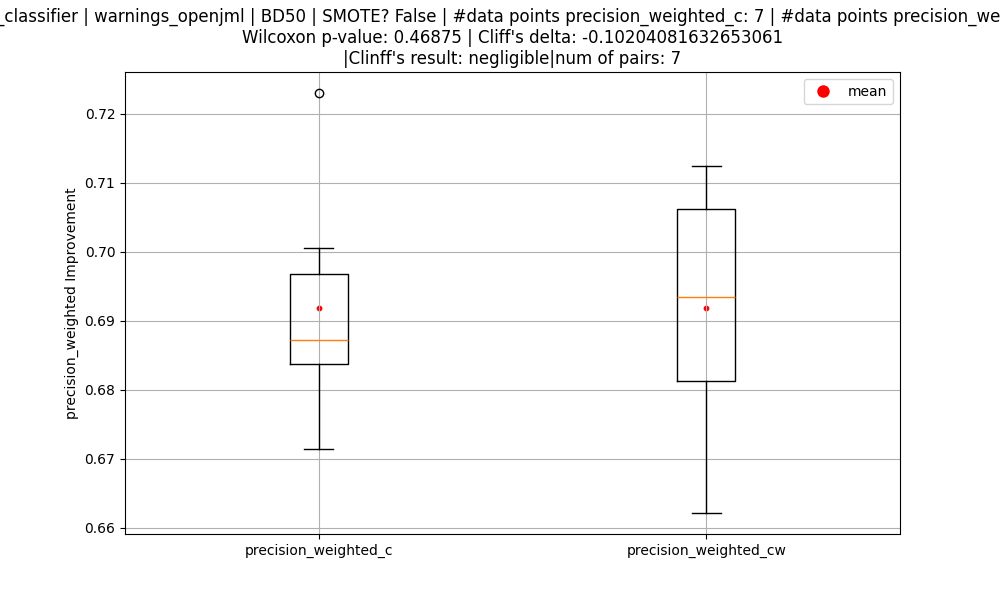 _classifier | warnings_openjml | BD50 | SMOTE? False | #data points precision_weighted_c: 7 | #data points precision_we
Wilcoxon p-value: 0.46875 | Cliff's delta: -0.10204081632653061
|Clinff's result: negligible|num of pairs: 7
mean
0.72
0.71
0.70
0.69
0.68
0.67
0.66
precision_weighted Improvement
precision_weighted_c
precision_weighted_cw